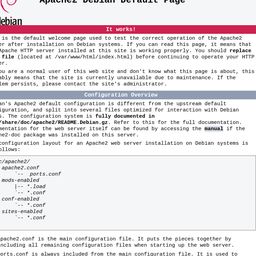 Apache2 Debian Default Page
debian
It works!
is the default welcome page used to test the correct operation of the Apache2
r after installation on Debian systems. If you can read this page, it means that
Apache HTTP server installed at this site is working properly. You should replace
file (located at /var/www/html/index.html) before continuing to operate your HTTP
r.
ou are a normal user of this web site and don't know what this page is about, this
ably means that the site is currently unavailable due to maintenance. If the
lem persists, please contact the site's administrator.
Configuration Overview
an's Apache2 default configuration is different from the upstream default
iguration, and split into several files optimized for interaction with Debian
s. The configuration system is fully documented in
/share/doc/apache2/README.Debian.gz. Refer to this for the full documentation.
mentation for the web server itself can be found by accessing the manual if the
he2-doc package was installed on this server.
onfiguration layout for an Apache2 web server installation on Debian systems is
ollows:
c/apache2/
apache2.conf
`-- ports.conf
mods-enabled
|-- *.load
`-- *.conf
conf-enabled
`-- *.conf
sites-enabled
`-- *.conf
apache2.conf is the main configuration file. It puts the pieces together by
ncluding all remaining configuration files when starting up the web server.
orts.conf is always included from the main configuration file. It is used to